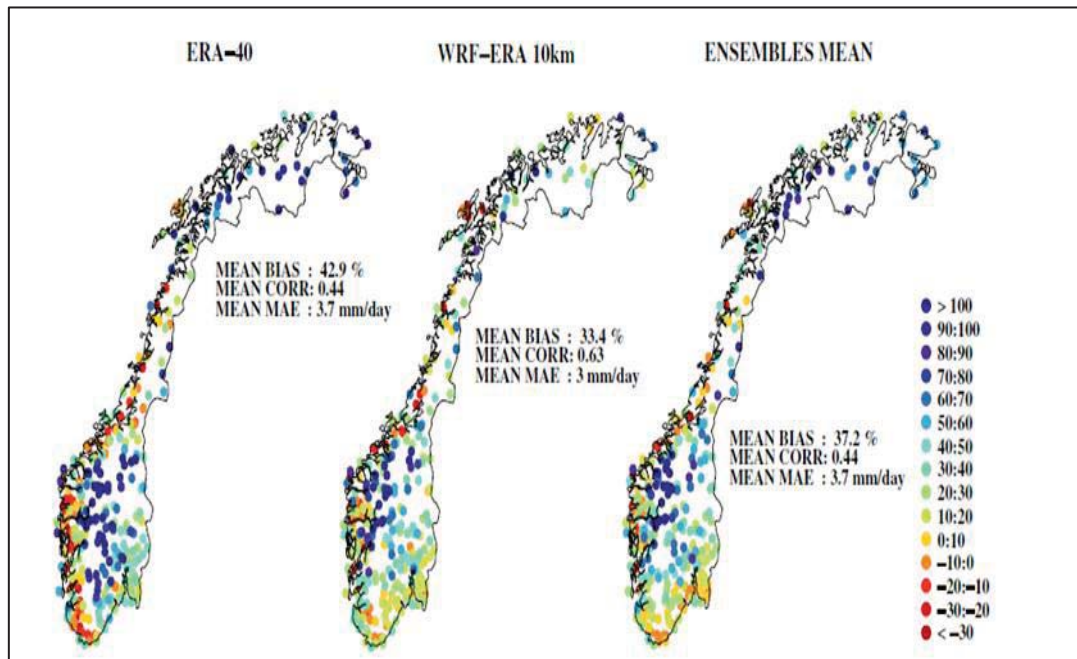 ERA–40
WRF–ERA 10km
ENSEMBLES MEAN
MEAN BIAS : 42.9 %
MEAN CORR: 0.44
MEAN MAE : 3.7 mm/day
MEAN BIAS : 33.4 %
MEAN CORR: 0.63
MEAN MAE : 3 mm/day
MEAN BIAS : 37.2 %
MEAN CORR: 0.44
MEAN MAE : 3.7 mm/day
> 100
90:100
80:90
70:80
60:70
50:60
40:50
30:40
20:30
10:20
0:10
–10:0
–20:–10
–30:–20
< –30